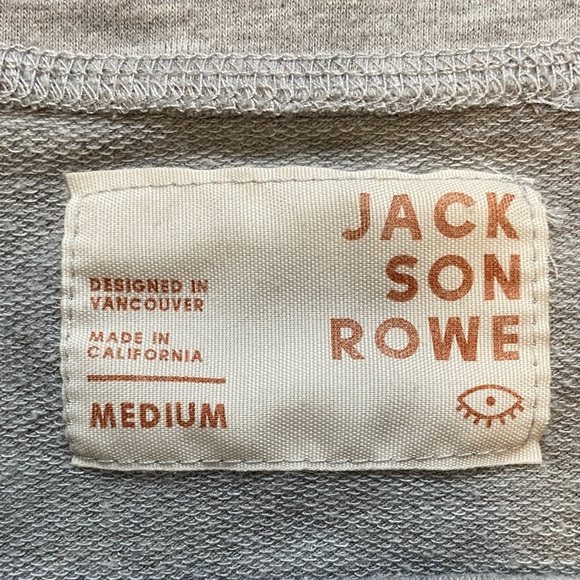 JACK
SON
ROWE
DESIGNED IN
VANCOUVER
MADE IN
CALIFORNIA
MEDIUM